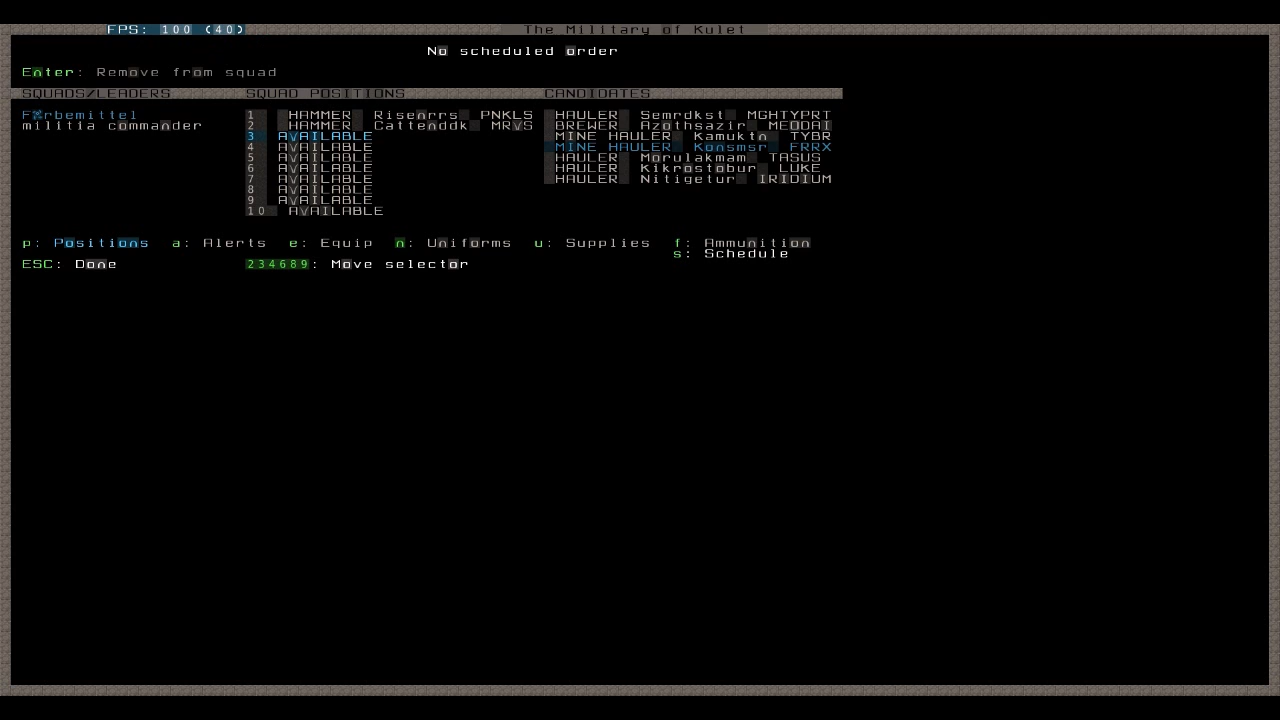 FPS: 100 (40) The Military of Kulet
No scheduled order
Enter: Remove from squad
SQUADS/LEADERS SQUAD POSITIONS CANDIDATES
1 HAMMER Risenrrs PNKLS HAULER Semrdkst MGHTYPRT
militia commander 2 HAMMER Cattenddk MRVS BREWER Azothsazir MEODAI
3 AVAILABLE MINE HAULER Kamuktn TYBR
4 AVAILABLE MINE HAULER Konsmsr FRRX
5 AVAILABLE HAULER Morulakmam TASUS
6 AVAILABLE HAULER Kikrostobur LUKE
7 AVAILABLE HAULER Nitigetur IRIDIUM
8 AVAILABLE
9 AVAILABLE
10 AVAILABLE
p: Positions a: Alerts e: Equip n: Uniforms u: Supplies f: Ammunition
s: Schedule
ESC: Done 234689: Move selector